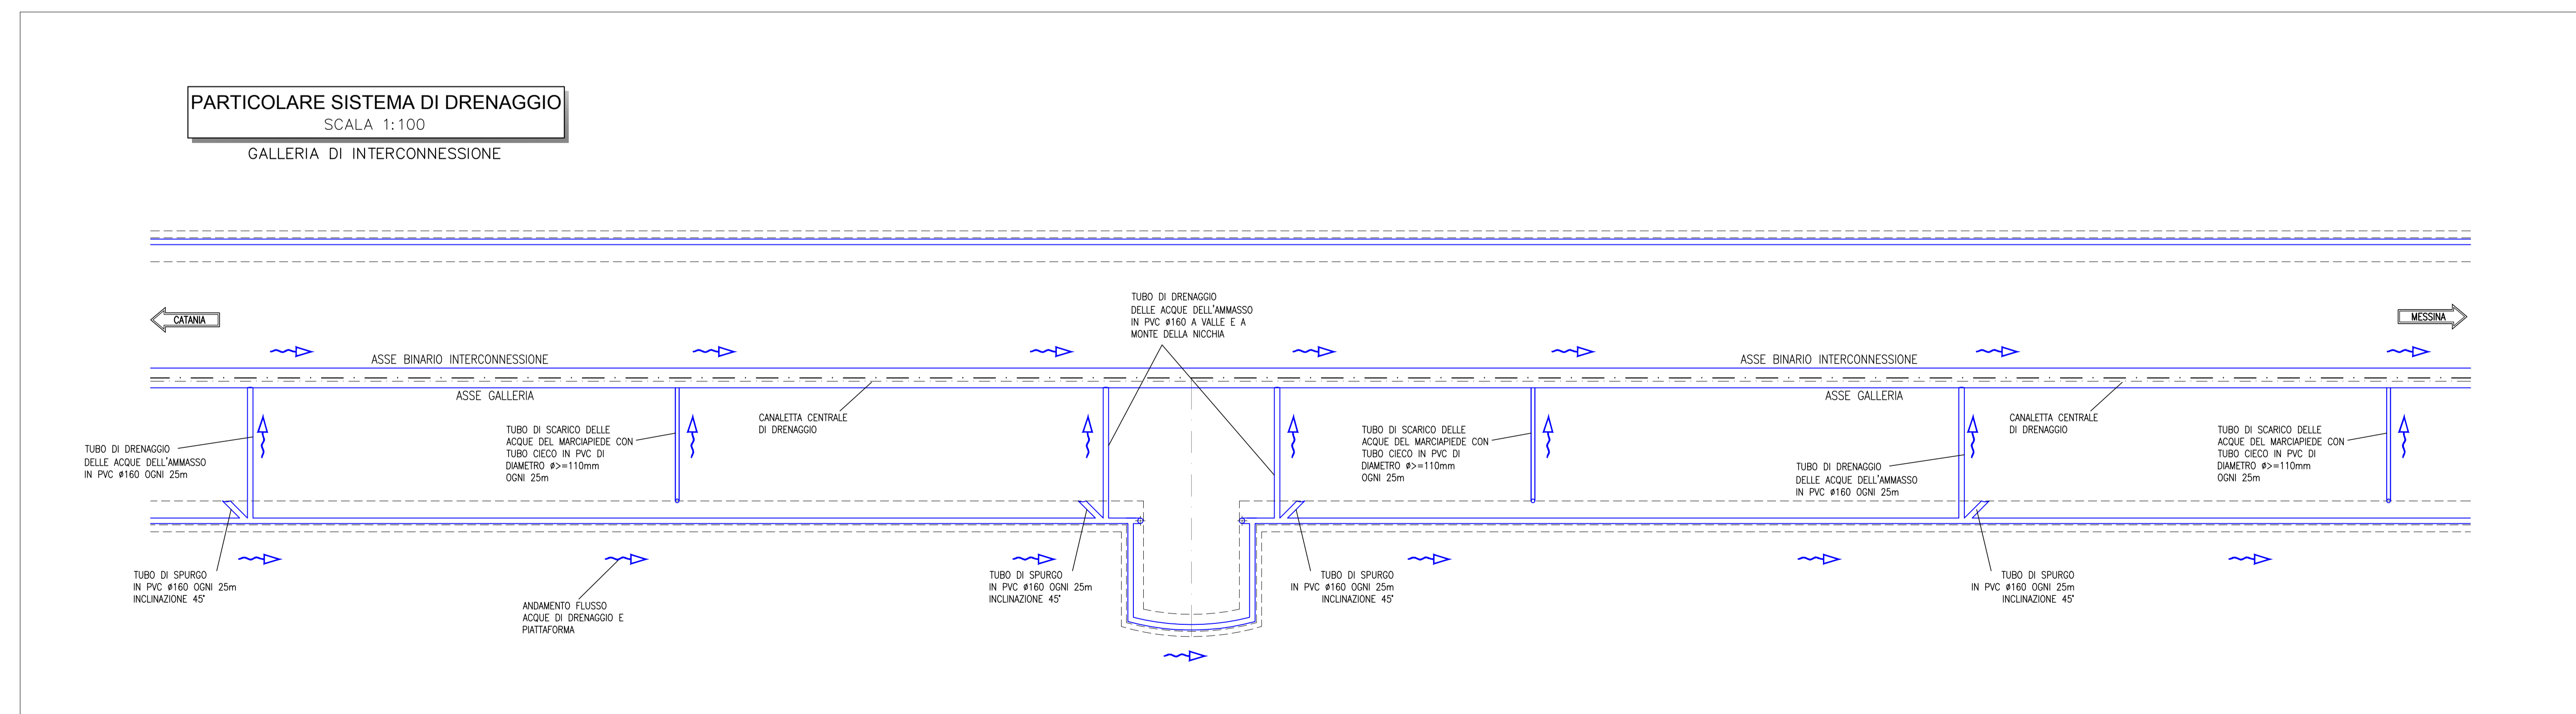 PARTICOLARE SISTEMA DI DRENAGGIO
SCALA 1:100
GALLERIA DI INTERCONNESSIONE
CATANIA
MESSINA
TUBO DI DRENAGGIO
DELLE ACQUE DELL'AMMASSO
IN PVC ø160 A VALLE E A
MONTE DELLA NICCHIA
ASSE BINARIO INTERCONNESSIONE
ASSE BINARIO INTERCONNESSIONE
ASSE GALLERIA
ASSE GALLERIA
TUBO DI DRENAGGIO
DELLE ACQUE DELL'AMMASSO
IN PVC ø160 OGNI 25m
TUBO DI SCARICO DELLE
ACQUE DEL MARCIAPIEDE CON
TUBO CIECO IN PVC DI
DIAMETRO ø>=110mm
OGNI 25m
CANALETTA CENTRALE
DI DRENAGGIO
TUBO DI SCARICO DELLE
ACQUE DEL MARCIAPIEDE CON
TUBO CIECO IN PVC DI
DIAMETRO ø>=110mm
OGNI 25m
TUBO DI DRENAGGIO
DELLE ACQUE DELL'AMMASSO
IN PVC ø160 OGNI 25m
CANALETTA CENTRALE
DI DRENAGGIO
TUBO DI SCARICO DELLE
ACQUE DEL MARCIAPIEDE CON
TUBO CIECO IN PVC DI
DIAMETRO ø>=110mm
OGNI 25m
TUBO DI SPURGO
IN PVC ø160 OGNI 25m
INCLINAZIONE 45°
ANDAMENTO FLUSSO
ACQUE DI DRENAGGIO E
PIATTAFORMA
TUBO DI SPURGO
IN PVC ø160 OGNI 25m
INCLINAZIONE 45°
TUBO DI SPURGO
IN PVC ø160 OGNI 25m
INCLINAZIONE 45°
TUBO DI SPURGO
IN PVC ø160 OGNI 25m
INCLINAZIONE 45°